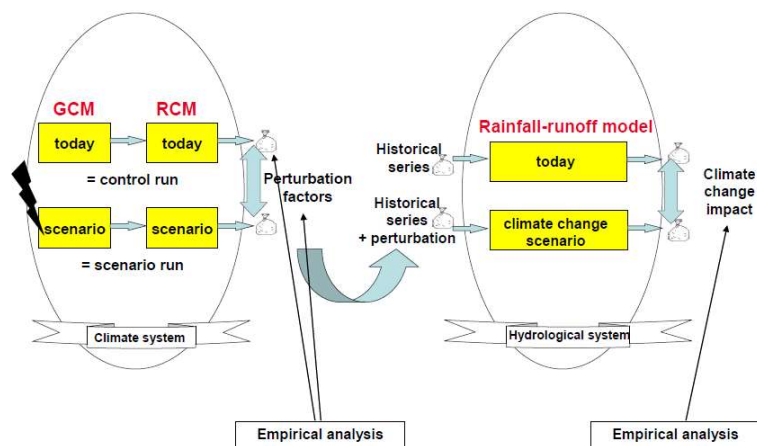 GCM
RCM
today
today
= control run
scenario
scenario
= scenario run
Perturbation
factors
Climate system
Empirical analysis
Rainfall-runoff model
Historical
series
today
Historical
series
+ perturbation
climate change
scenario
Climate
change
impact
Hydrological system
Empirical analysis